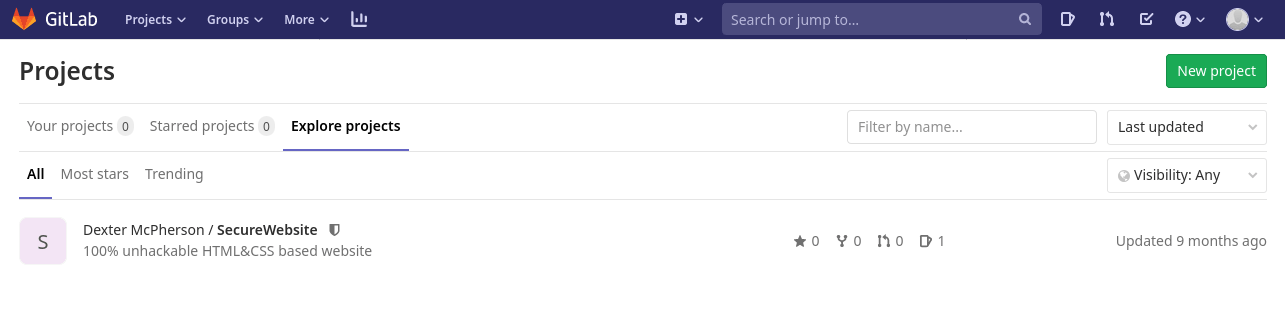 GitLab Projects Groups More Search or jump to...
Projects New project
Your projects 0 Starred projects 0 Explore projects Filter by name... Last updated
All Most stars Trending Visibility: Any
S Dexter McPherson / SecureWebsite
100% unhackable HTML&CSS based website 0 0 0 1 Updated 9 months ago